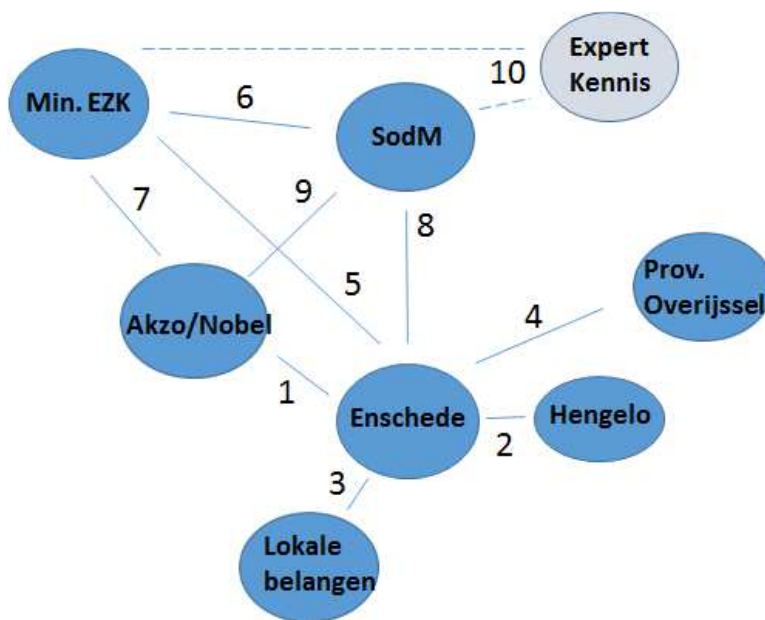 Expert
Kennis
10
Min. EZK
6
SodM
7
9
8
5
Prov.
Overijssel
4
Akzo/Nobel
1
Enschede
Hengelo
2
3
Lokale
belangen